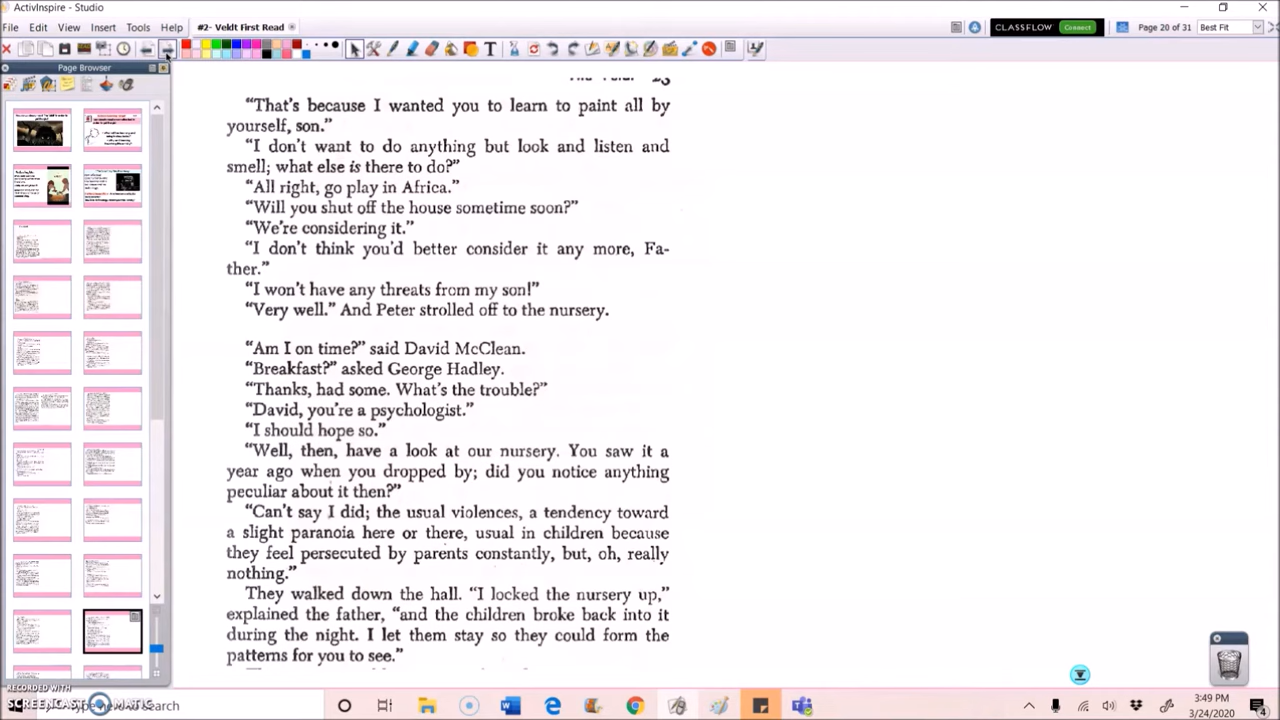 ActivInspire - Studio
File Edit View Insert Tools Help #2- Veldt First Read CLASSFLOW Connect Page 20 of 31 Best Fit
Page Browser
23
“That's because I wanted you to learn to paint all by
yourself, son.”
“I don't want to do anything but look and listen and
smell; what else is there to do?”
“All right, go play in Africa.”
“Will you shut off the house sometime soon?”
“We're considering it.”
“I don't think you'd better consider it any more, Fa-
ther.”
“I won't have any threats from my son!”
“Very well.” And Peter strolled off to the nursery.
“Am I on time?” said David McClean.
“Breakfast?” asked George Hadley.
“Thanks, had some. What's the trouble?”
“David, you're a psychologist.”
“I should hope so.”
“Well, then, have a look at our nursery. You saw it a
year ago when you dropped by; did you notice anything
peculiar about it then?”
“Can't say I did; the usual violences, a tendency toward
a slight paranoia here or there, usual in children because
they feel persecuted by parents constantly, but, oh, really
nothing.”
They walked down the hall. “I locked the nursery up,”
explained the father, “and the children broke back into it
during the night. I let them stay so they could form the
patterns for you to see.”
RECORDED WITH
SCREENCAST MATIC
Type here to search
3:49 PM
3/24/2020